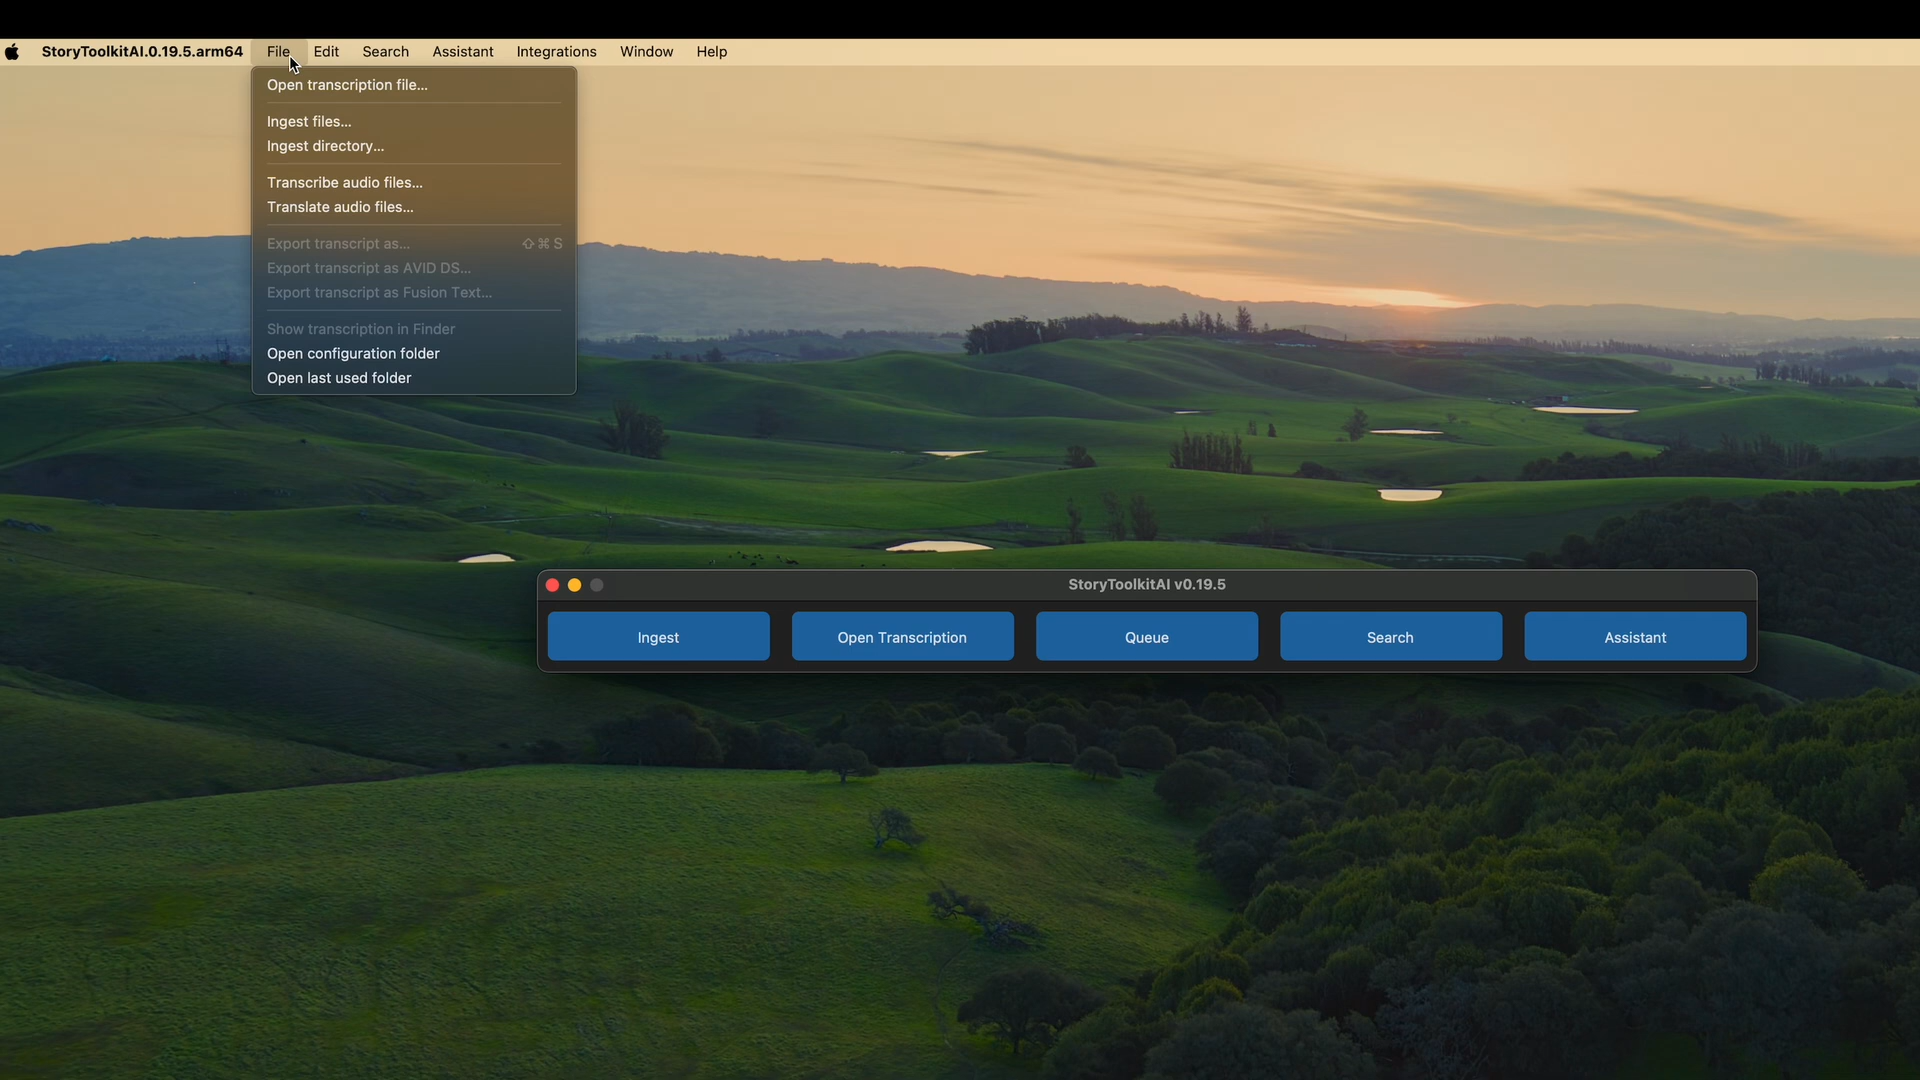 StoryToolkitAI.0.19.5.arm64 File Edit Search Assistant Integrations Window Help
Open transcription file...
Ingest files...
Ingest directory...
Transcribe audio files...
Translate audio files...
Export transcript as... ⇧⌘S
Export transcript as AVID DS...
Export transcript as Fusion Text...
Show transcription in Finder
Open configuration folder
Open last used folder
StoryToolkitAI v0.19.5
Ingest Open Transcription Queue Search Assistant